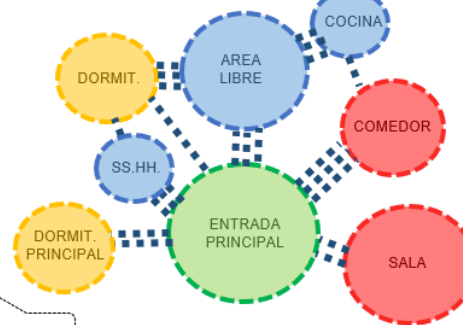 COCINA
AREA
LIBRE
DORMIT.
COMEDOR
SS.HH.
ENTRADA
PRINCIPAL
DORMIT.
PRINCIPAL
SALA